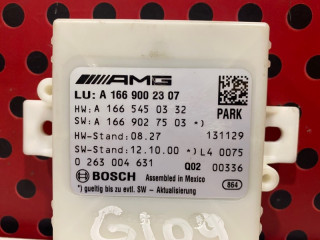 AMG
LU: A 166 900 23 07
HW: A 166 545 03 32 PARK
SW: A 166 902 75 03 *)
HW-Stand: 08.27 131129
SW-Stand: 12.10.00 *) L4 0075
0 263 004 631 Q02 00336
BOSCH Assembled in Mexico
*) gueltig bis zu evtl. SW - Aktualisierung 864
G109